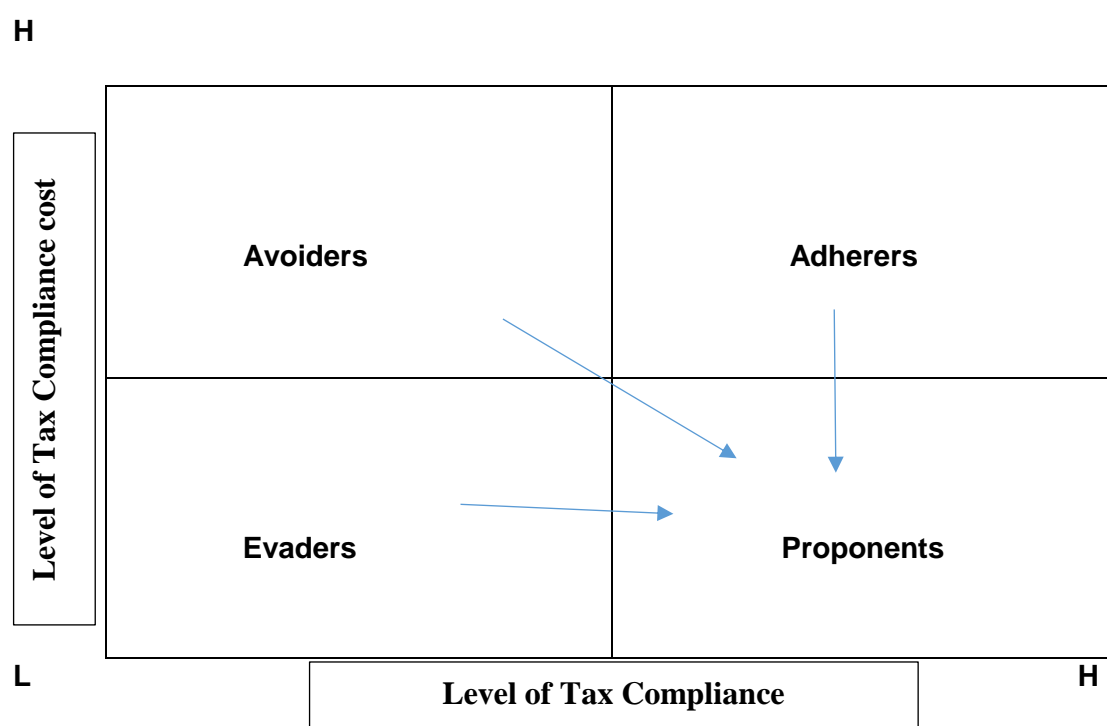 H
Level of Tax Compliance cost
Avoiders
Adherers
Evaders
Proponents
L
H
Level of Tax Compliance